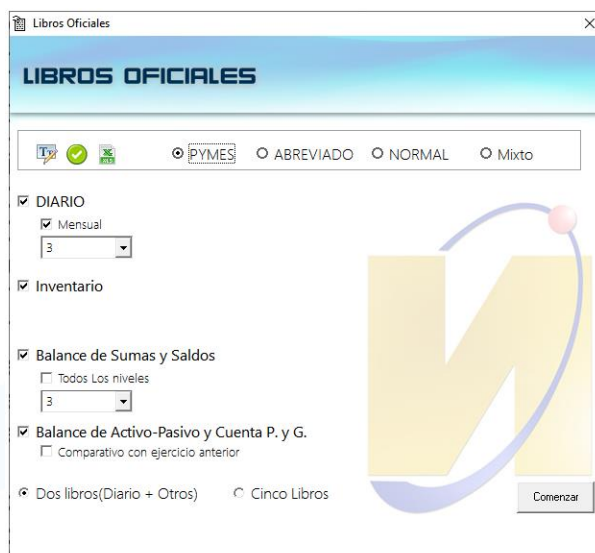 Libros Oficiales
LIBROS OFICIALES
PYMES ABREVIADO NORMAL Mixto
DIARIO
Mensual
3
Inventario
Balance de Sumas y Saldos
Todos Los niveles
3
Balance de Activo-Pasivo y Cuenta P. y G.
Comparativo con ejercicio anterior
Dos libros(Diario + Otros) Cinco Libros Comenzar